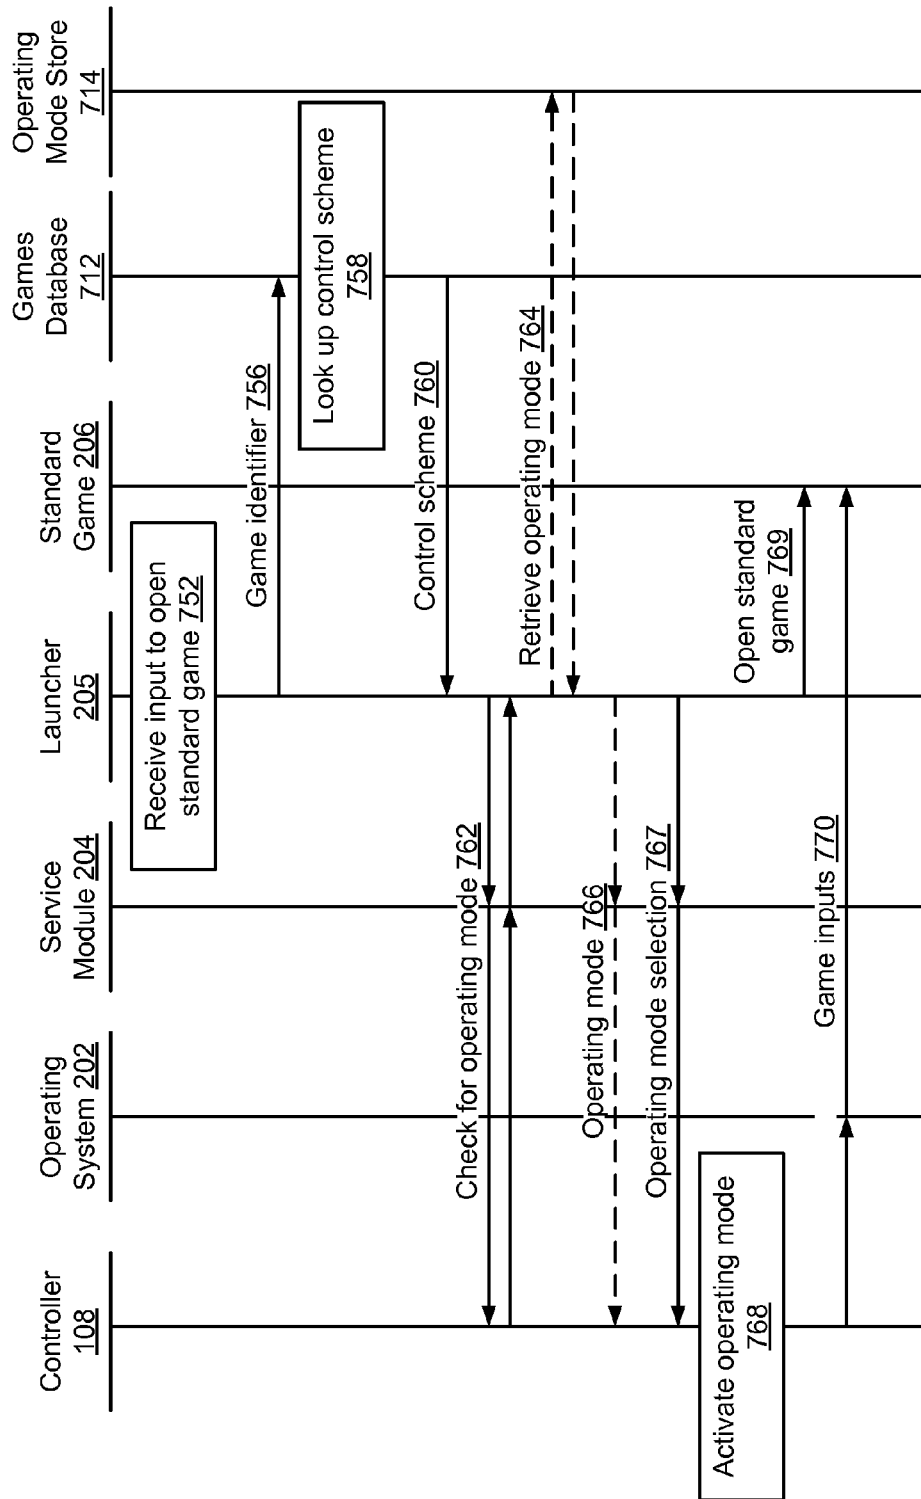 Controller
108
Operating
System 202
Service
Module 204
Launcher
205
Standard
Game 206
Games
Database
712
Operating
Mode Store
714
Receive input to open
standard game 752
Game identifier 756
Look up control scheme
758
Control scheme 760
Check for operating mode 762
Retrieve operating mode 764
Operating mode 766
Operating mode selection 767
Activate operating mode
768
Open standard
game 769
Game inputs 770